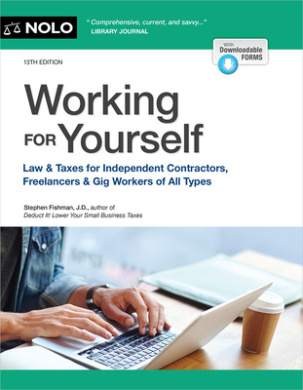 NOLO
" Comprehensive, current, and savvy..."
LIBRARY JOURNAL
With
Downloadable
FORMS
13TH EDITION
Working
FOR Yourself
Law & Taxes for Independent Contractors,
Freelancers & Gig Workers of All Types
Stephen Fishman, J.D., author of
Deduct It! Lower Your Small Business Taxes